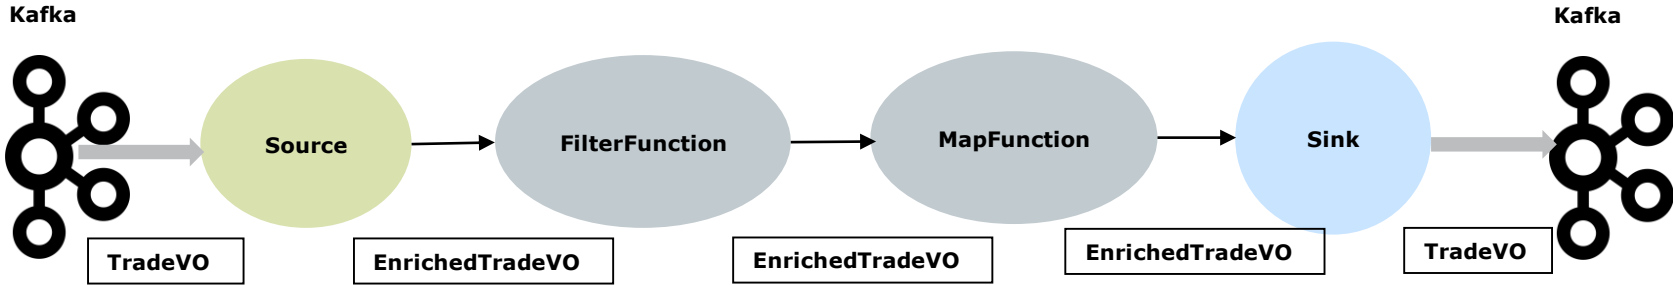 Kafka
Kafka
Source
FilterFunction
MapFunction
Sink
TradeVO
EnrichedTradeVO
EnrichedTradeVO
EnrichedTradeVO
TradeVO